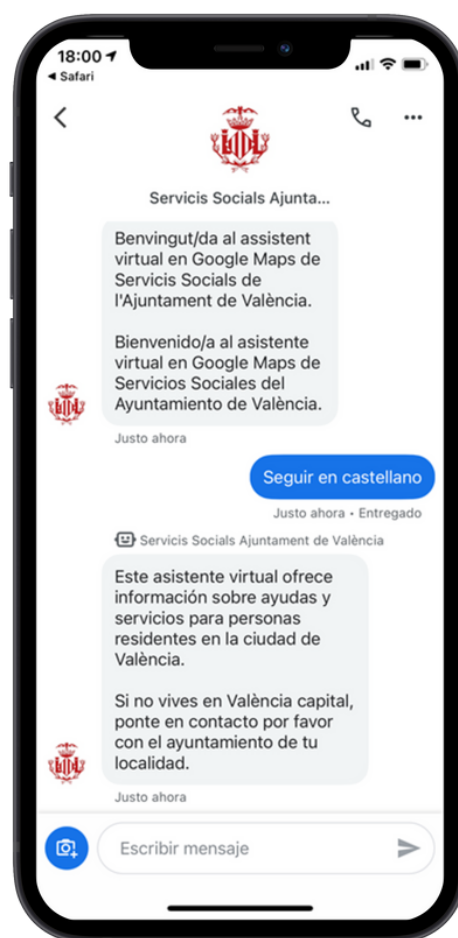 18:00
◀ Safari
Servicis Socials Ajunta...
Benvingut/da al assistent
virtual en Google Maps de
Servicis Socials de
l'Ajuntament de València.
Bienvenido/a al asistente
virtual en Google Maps de
Servicios Sociales del
Ayuntamiento de València.
Justo ahora
Seguir en castellano
Justo ahora • Entregado
Servicis Socials Ajuntament de València
Este asistente virtual ofrece
información sobre ayudas y
servicios para personas
residentes en la ciudad de
València.
Si no vives en València capital,
ponte en contacto por favor
con el ayuntamiento de tu
localidad.
Justo ahora
Escribir mensaje